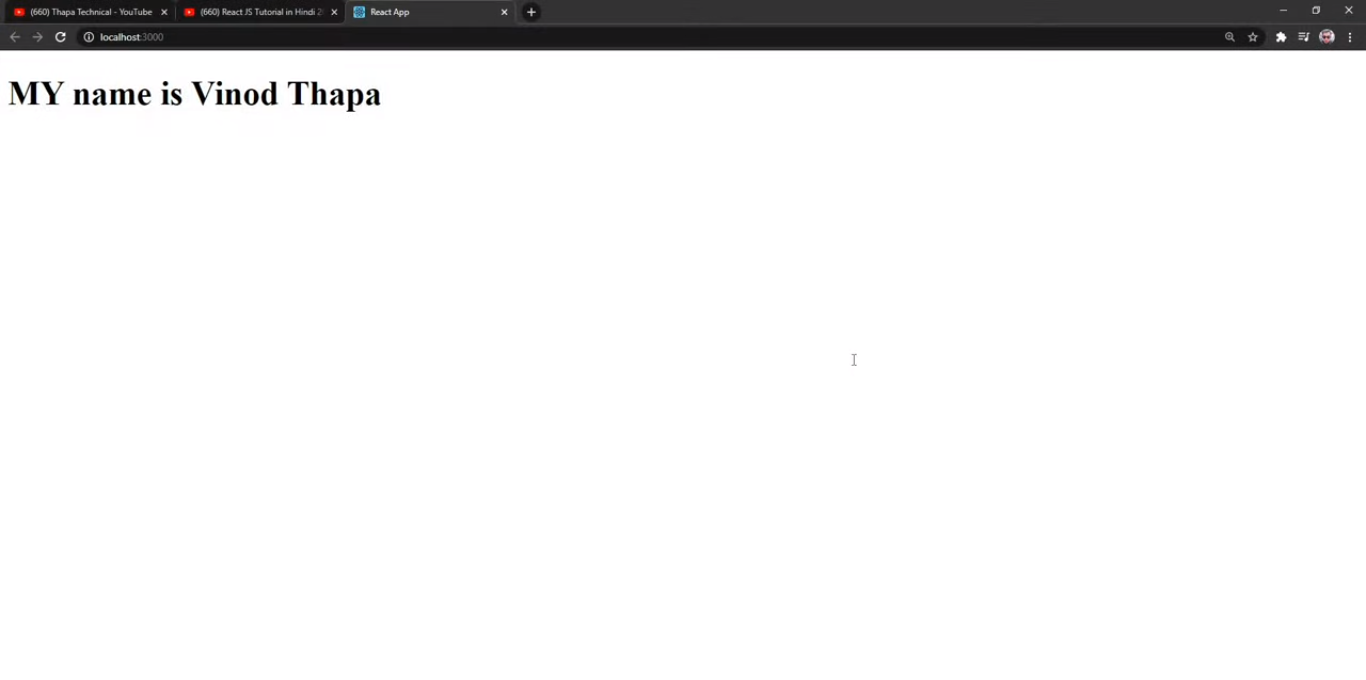 (660) Thapa Technical - YouTube
(660) React JS Tutorial in Hindi
React App
localhost:3000
MY name is Vinod Thapa